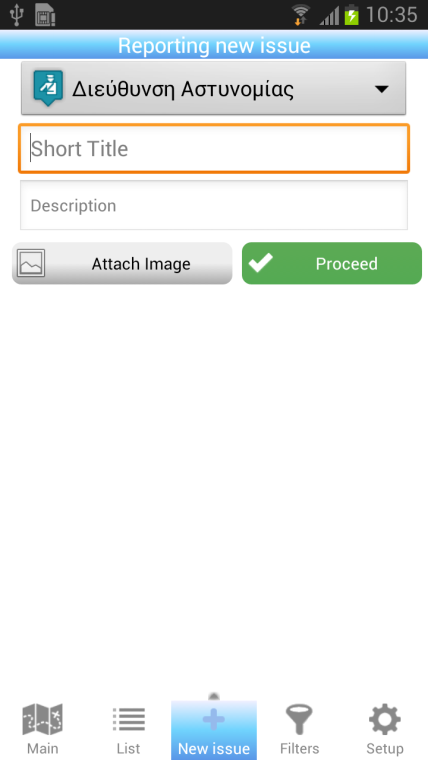 10:35
Reporting new issue
Διεύθυνση Αστυνομίας
Short Title
Description
Attach Image
Proceed
Main
List
New issue
Filters
Setup